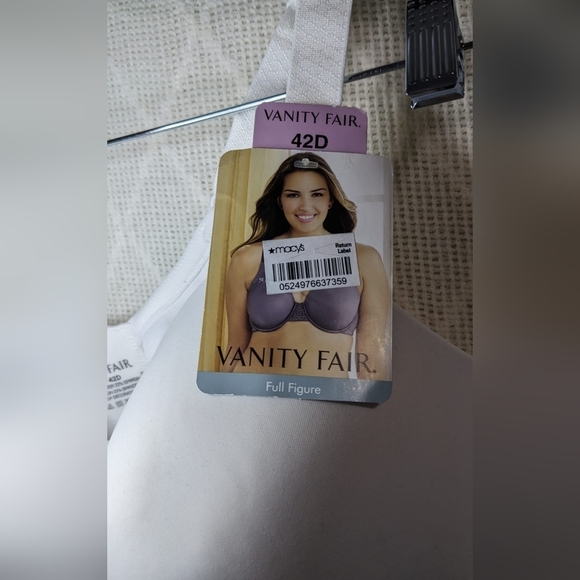 VANITY FAIR.
42D
★macy's
Return
Label
0524976637359
VANITY FAIR.
Full Figure
FAIR
42D